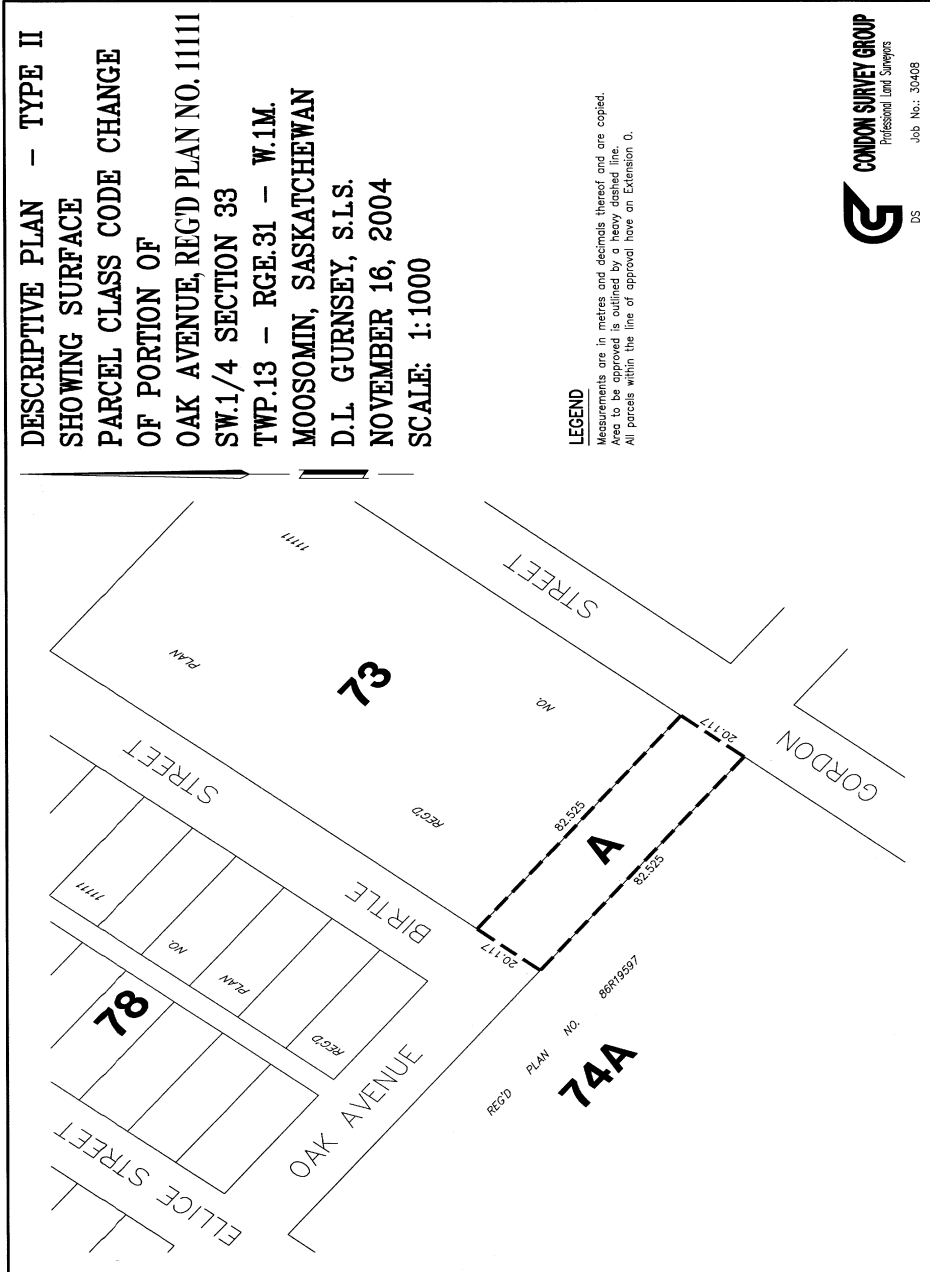 DESCRIPTIVE PLAN - TYPE II
SHOWING SURFACE
PARCEL CLASS CODE CHANGE
OF PORTION OF
OAK AVENUE, REG'D PLAN NO. 11111
SW.1/4 SECTION 33
TWP.13 - RGE.31 - W.1M.
MOOSOMIN, SASKATCHEWAN
D.L. GURNSEY, S.L.S.
NOVEMBER 16, 2004
SCALE: 1:1000
LEGEND
Measurements are in metres and decimals thereof and are copied.
Area to be approved is outlined by a heavy dashed line.
All parcels within the line of approval have an Extension 0.
CONDON SURVEY GROUP
Professional Land Surveyors
DS
Job No.: 30408
ELLICE STREET
78
REG'D PLAN NO. 11111
OAK AVENUE
BIRTLE STREET
REG'D PLAN NO. 11111
73
GORDON STREET
20.117
82.525
A
82.525
20.117
REG'D PLAN NO. 86R19597
74A